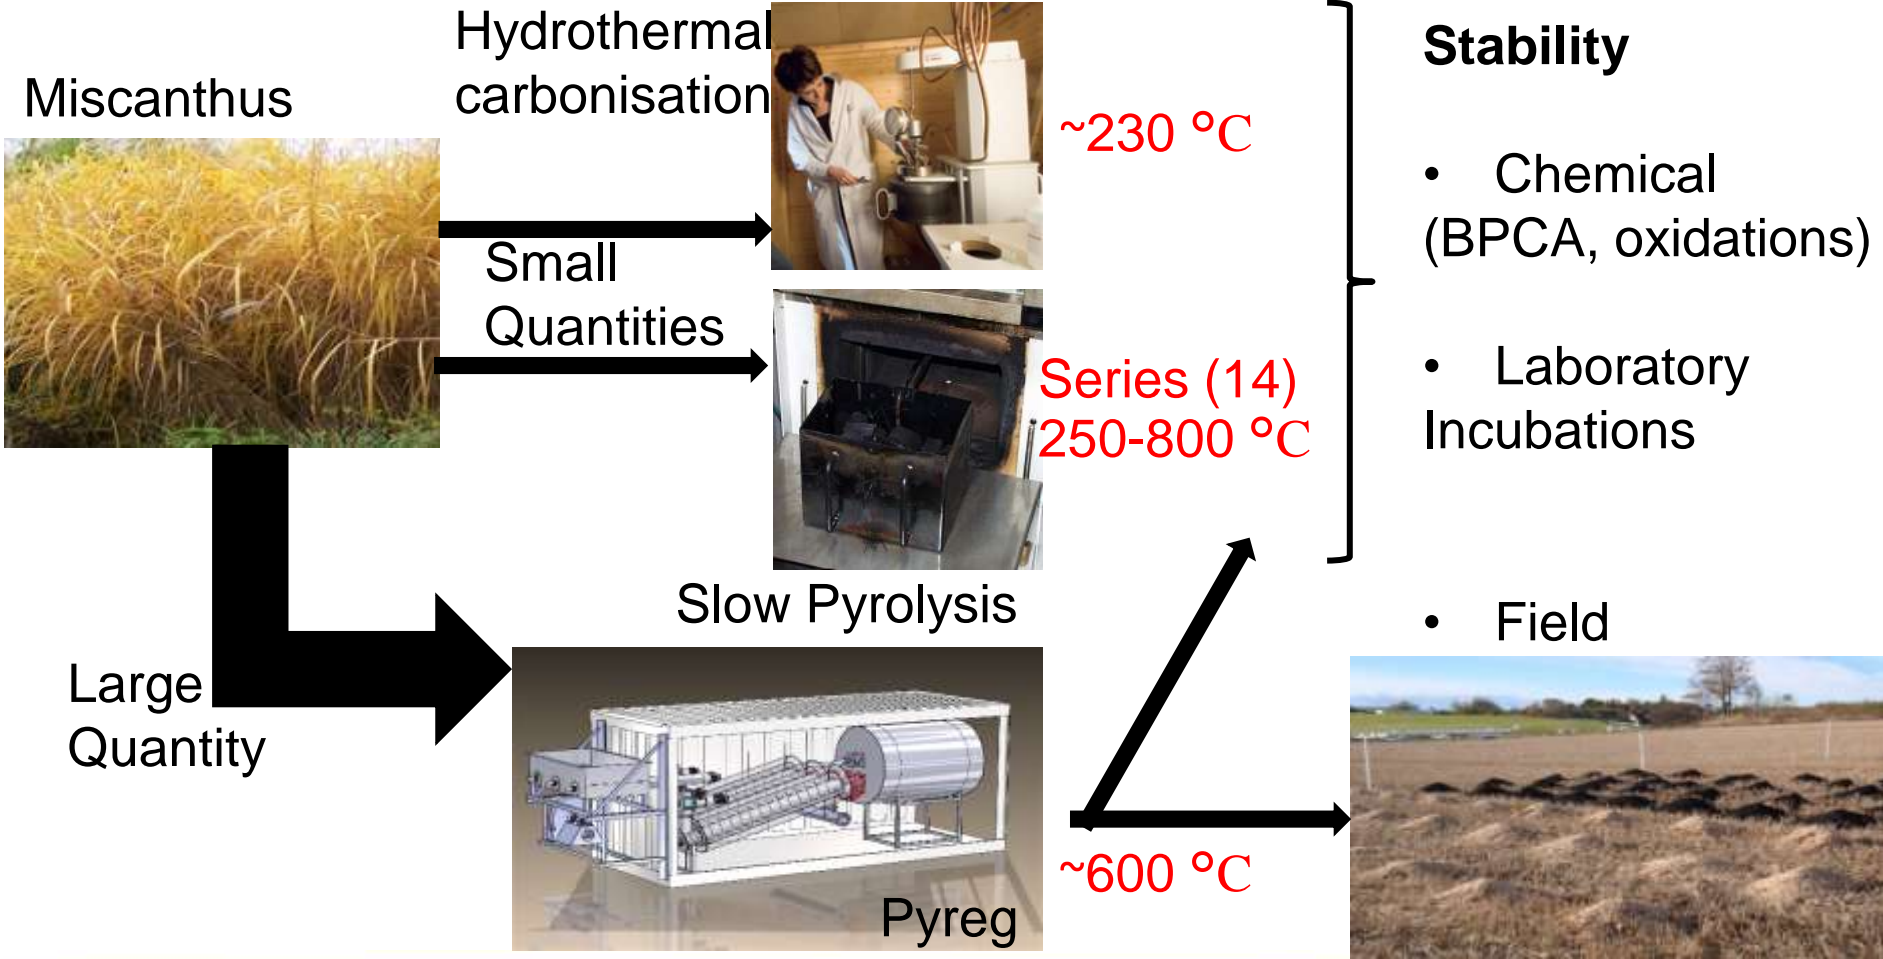 Miscanthus
Hydrothermal
carbonisation
~230 °C
Small
Quantities
Series (14)
250-800 °C
Slow Pyrolysis
Large
Quantity
Pyreg
~600 °C
Stability
• Chemical
(BPCA, oxidations)
• Laboratory
Incubations
• Field